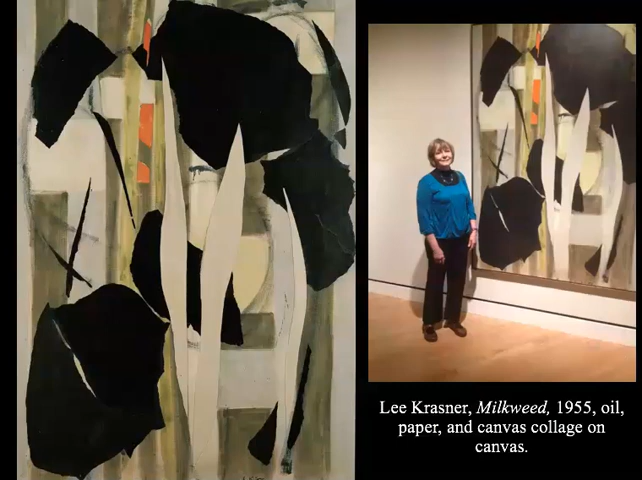 Lee Krasner, Milkweed, 1955, oil,
paper, and canvas collage on
canvas.